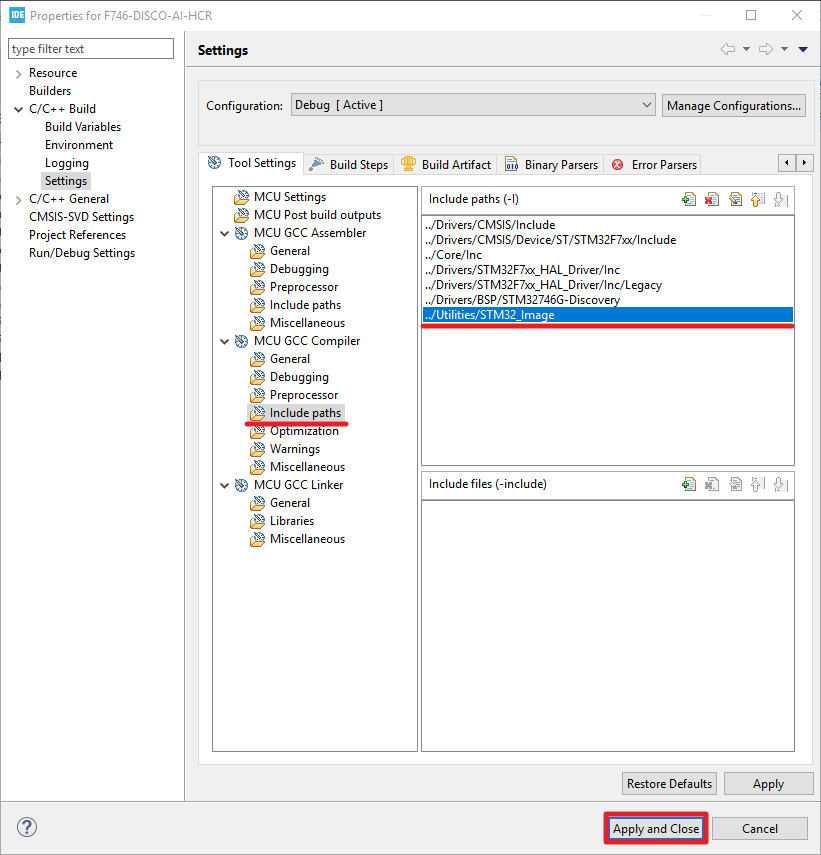 IDE Properties for F746-DISCO-AI-HCR
type filter text
Resource
Builders
C/C++ Build
Build Variables
Environment
Logging
Settings
C/C++ General
CMSIS-SVD Settings
Project References
Run/Debug Settings
Settings
Configuration: Debug [ Active ] Manage Configurations...
Tool Settings Build Steps Build Artifact Binary Parsers Error Parsers
MCU Settings
MCU Post build outputs
MCU GCC Assembler
General
Debugging
Preprocessor
Include paths
Miscellaneous
MCU GCC Compiler
General
Debugging
Preprocessor
Include paths
Optimization
Warnings
Miscellaneous
MCU GCC Linker
General
Libraries
Miscellaneous
Include paths (-I)
../Drivers/CMSIS/Include
../Drivers/CMSIS/Device/ST/STM32F7xx/Include
../Core/Inc
../Drivers/STM32F7xx_HAL_Driver/Inc
../Drivers/STM32F7xx_HAL_Driver/Inc/Legacy
../Drivers/BSP/STM32746G-Discovery
../Utilities/STM32_Image
Include files (-include)
Restore Defaults Apply
Apply and Close Cancel